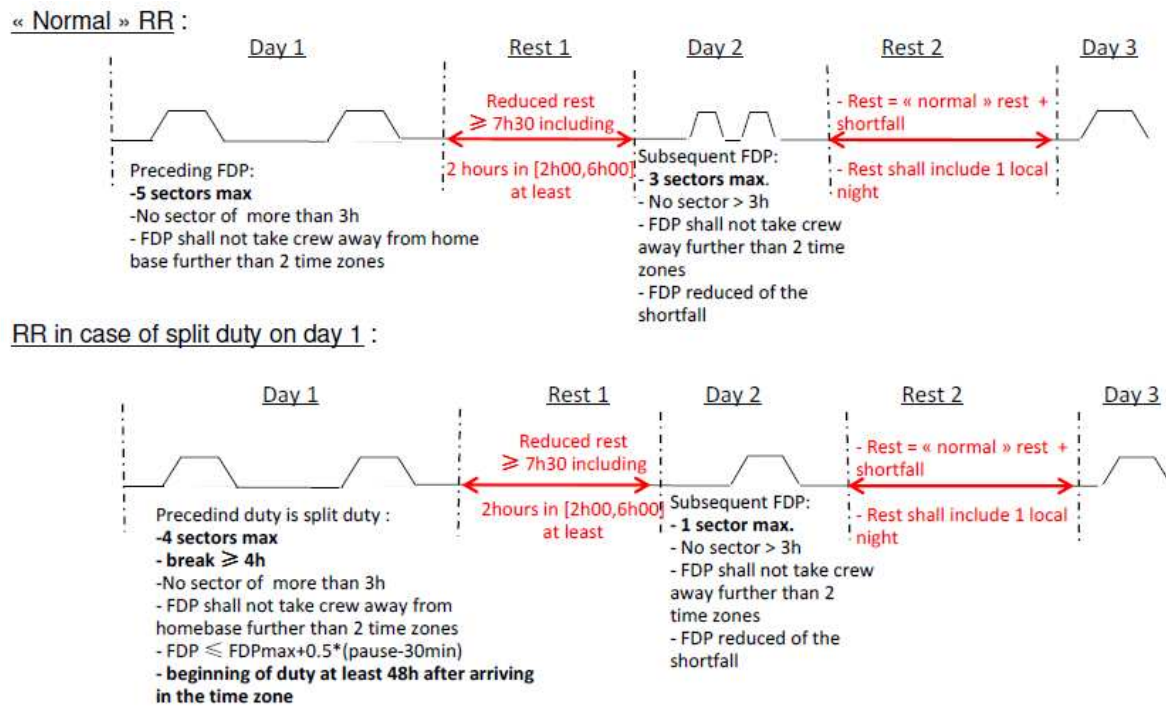 « Normal » RR :
Day 1 Rest 1 Day 2 Rest 2 Day 3
Reduced rest
⩾ 7h30 including
2 hours in [2h00,6h00]
at least
- Rest = « normal » rest +
shortfall
- Rest shall include 1 local
night
Preceding FDP:
-5 sectors max
-No sector of more than 3h
- FDP shall not take crew away from home
base further than 2 time zones
Subsequent FDP:
- 3 sectors max.
- No sector > 3h
- FDP shall not take crew
away further than 2 time
zones
- FDP reduced of the
shortfall
RR in case of split duty on day 1 :
Day 1 Rest 1 Day 2 Rest 2 Day 3
Reduced rest
⩾ 7h30 including
2hours in [2h00,6h00]
at least
- Rest = « normal » rest +
shortfall
- Rest shall include 1 local
night
Precedind duty is split duty :
-4 sectors max
- break ⩾ 4h
-No sector of more than 3h
- FDP shall not take crew away from
homebase further than 2 time zones
- FDP ⩽ FDPmax+0.5*(pause-30min)
- beginning of duty at least 48h after arriving
in the time zone
Subsequent FDP:
- 1 sector max.
- No sector > 3h
- FDP shall not take crew
away further than 2
time zones
- FDP reduced of the
shortfall